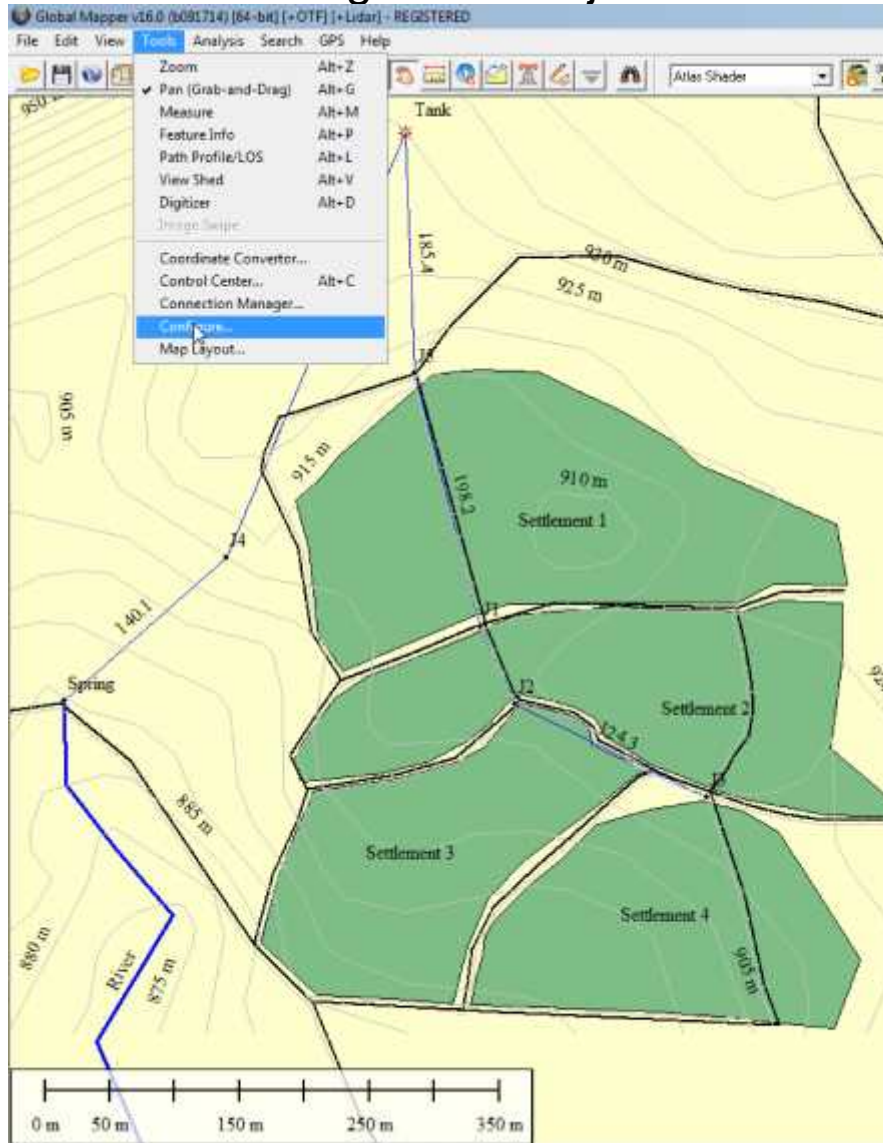 Global Mapper v16.0 (b091714) [64-bit] [+OTF] [+Lidar] - REGISTERED
File Edit View Tools Analysis Search GPS Help
Atlas Shader
Zoom Alt+Z
Pan (Grab-and-Drag) Alt+G
Measure Alt+M
Feature Info Alt+P
Path Profile/LOS Alt+L
View Shed Alt+V
Digitizer Alt+D
Image Swipe
Coordinate Convertor...
Control Center... Alt+C
Connection Manager...
Configure...
Map Layout...
Tank
185.4
920 m
925 m
905 m
915 m
198.2
910 m
Settlement 1
J4
140.1
J1
Spring
J2
Settlement 2
324.3
885 m
Settlement 3
Settlement 4
880 m
River
875 m
905 m
0 m 50 m 150 m 250 m 350 m